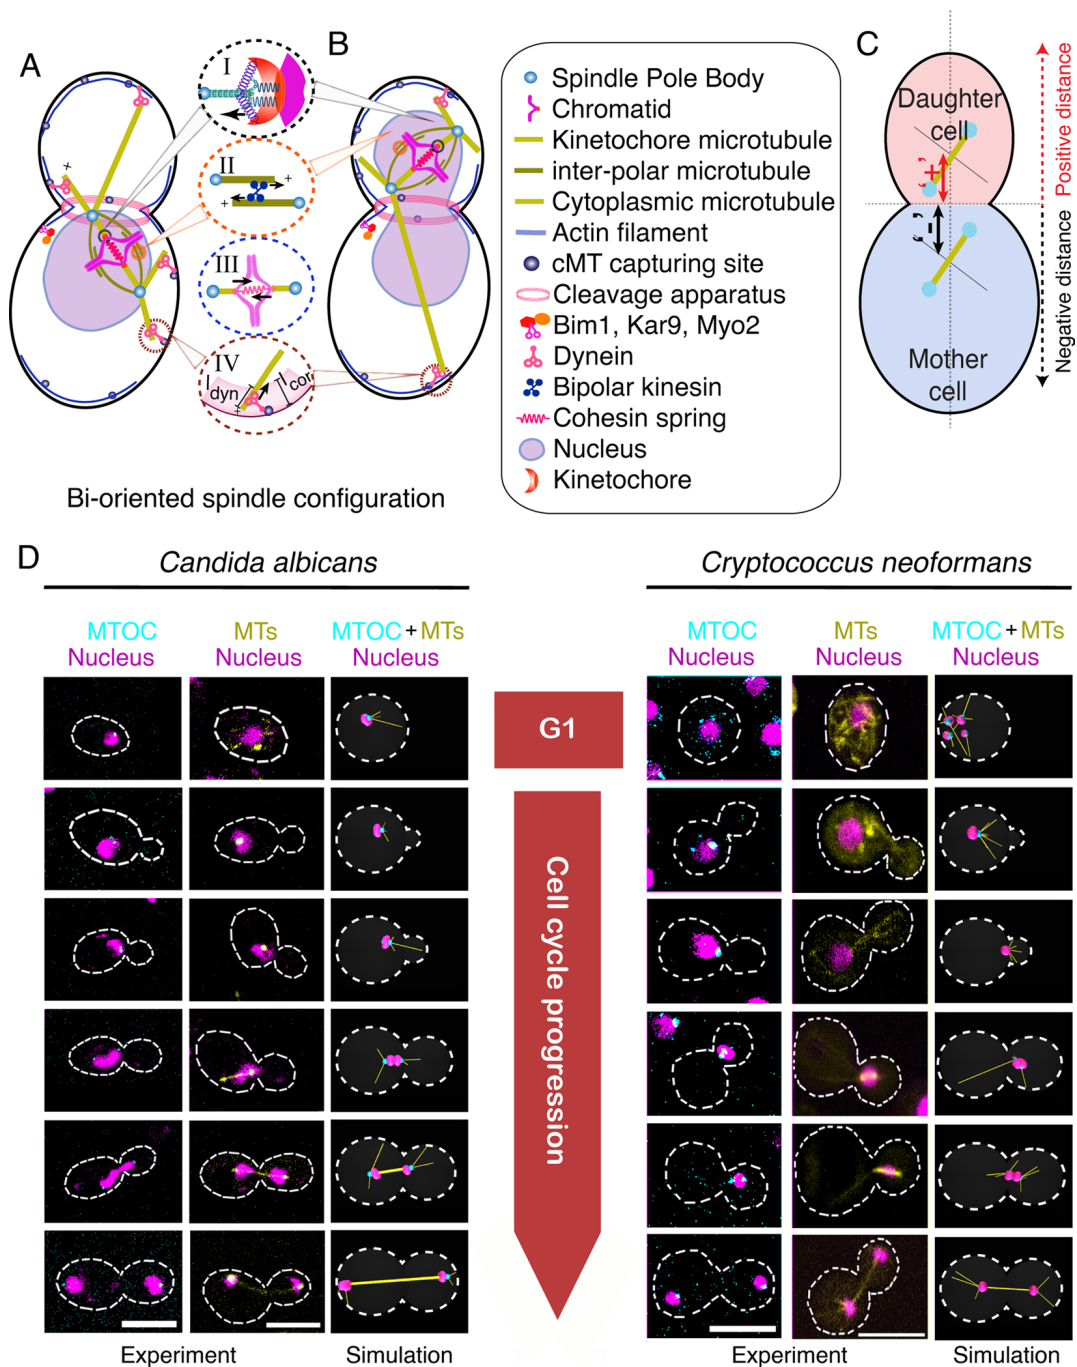 A
B
C
I
II
+
+
III
IV
dyn
cor
+
+
Spindle Pole Body
Chromatid
Kinetochore microtubule
inter-polar microtubule
Cytoplasmic microtubule
Actin filament
cMT capturing site
Cleavage apparatus
Bim1, Kar9, Myo2
Dynein
Bipolar kinesin
Cohesin spring
Nucleus
Kinetochore
Daughter
cell
‘+’
‘-’
Mother
cell
Positive distance
Negative distance
Bi-oriented spindle configuration
D
Candida albicans
Cryptococcus neoformans
MTOC
Nucleus
MTs
Nucleus
MTOC + MTs
Nucleus
MTOC
Nucleus
MTs
Nucleus
MTOC + MTs
Nucleus
G1
Cell cycle progression
Experiment
Simulation
Experiment
Simulation